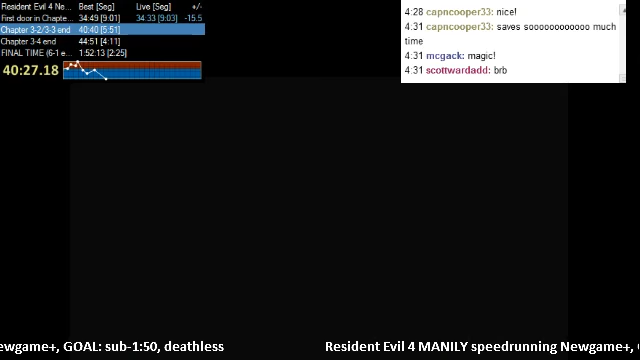 Resident Evil 4 Ne... Best [Seg] Live [Seg] +/-
First door in Chapte... 34:49 [9:01] 34:33 [9:03] -15.5
Chapter 3-2/3-3 end 40:40 [5:51]
Chapter 3-4 end 44:51 [4:11]
FINAL TIME (6-1 e... 1:52:13 [2:25]
40:27.18
4:28 capncooper33: nice!
4:31 capncooper33: saves soooooooooooo much
time
4:31 mcgack: magic!
4:31 scottwardadd: brb
ewgame+, GOAL: sub-1:50, deathless
Resident Evil 4 MANILY speedrunning Newgame+,